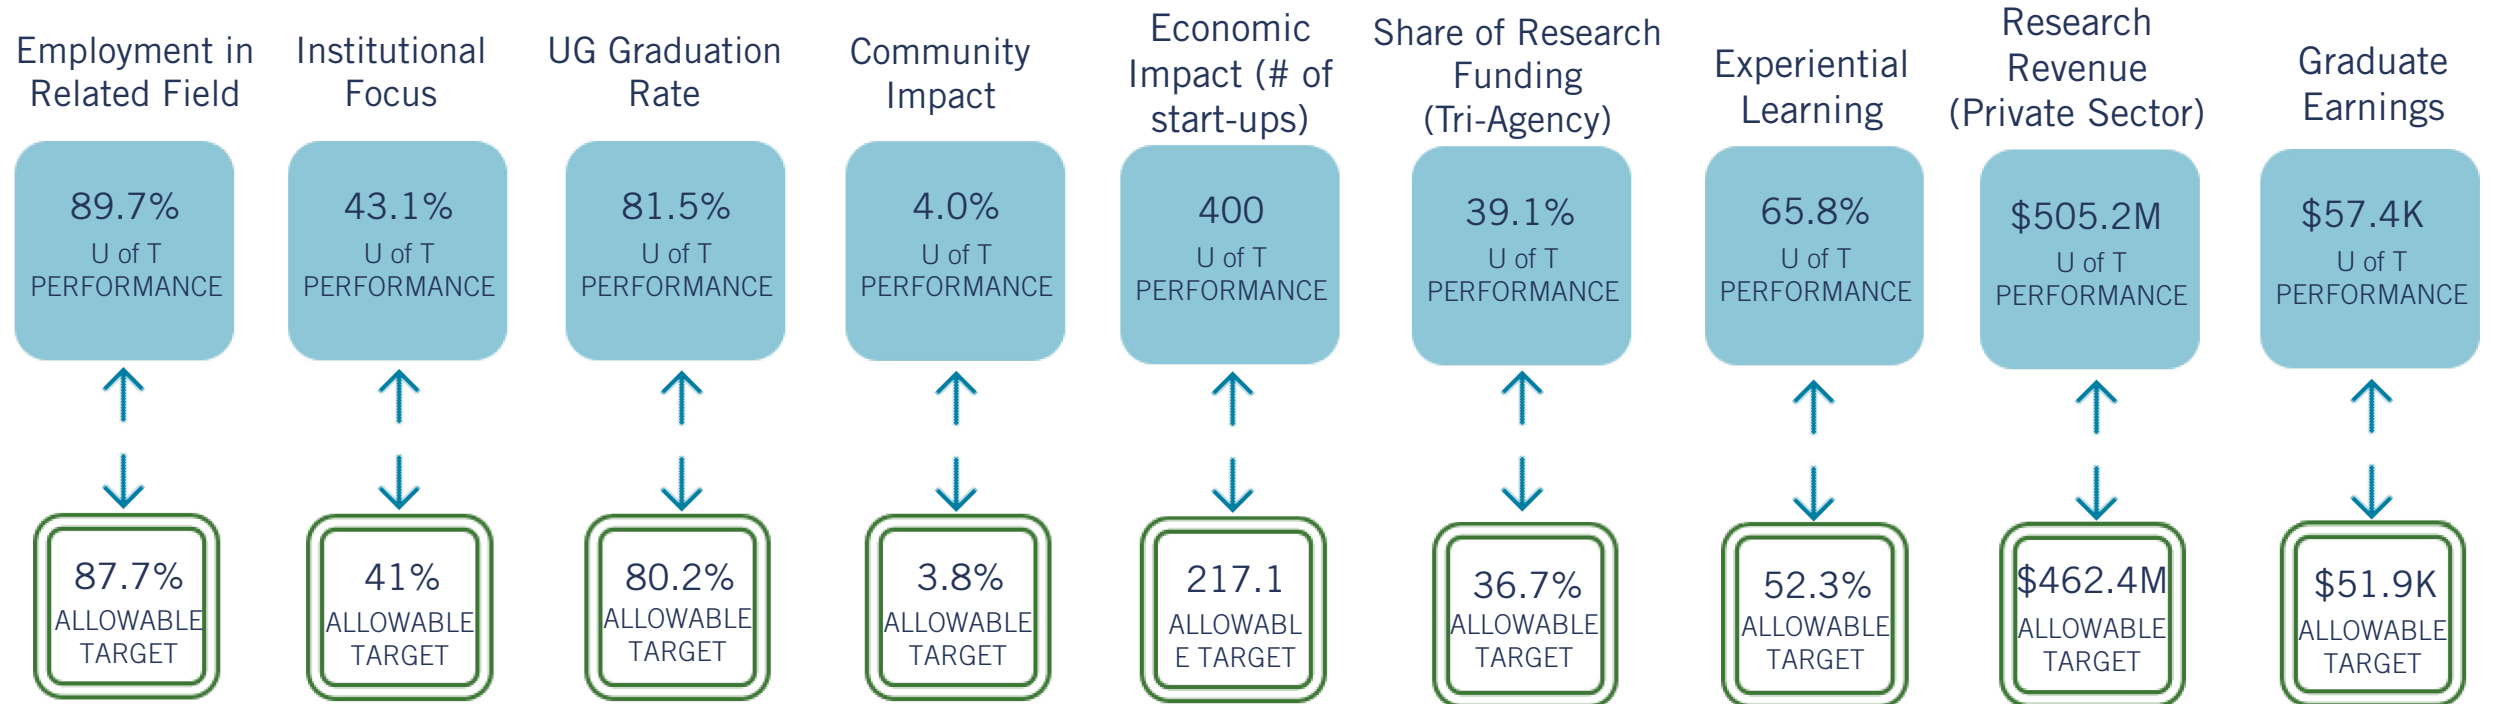 Employment in
Related Field
Institutional
Focus
UG Graduation
Rate
Community
Impact
Economic
Impact (# of
start-ups)
Share of Research
Funding
(Tri-Agency)
Experiential
Learning
Research
Revenue
(Private Sector)
Graduate
Earnings
89.7%
U of T
PERFORMANCE
43.1%
U of T
PERFORMANCE
81.5%
U of T
PERFORMANCE
4.0%
U of T
PERFORMANCE
400
U of T
PERFORMANCE
39.1%
U of T
PERFORMANCE
65.8%
U of T
PERFORMANCE
$505.2M
U of T
PERFORMANCE
$57.4K
U of T
PERFORMANCE
87.7%
ALLOWABLE
TARGET
41%
ALLOWABLE
TARGET
80.2%
ALLOWABLE
TARGET
3.8%
ALLOWABLE
TARGET
217.1
ALLOWABL
E TARGET
36.7%
ALLOWABLE
TARGET
52.3%
ALLOWABLE
TARGET
$462.4M
ALLOWABLE
TARGET
$51.9K
ALLOWABLE
TARGET